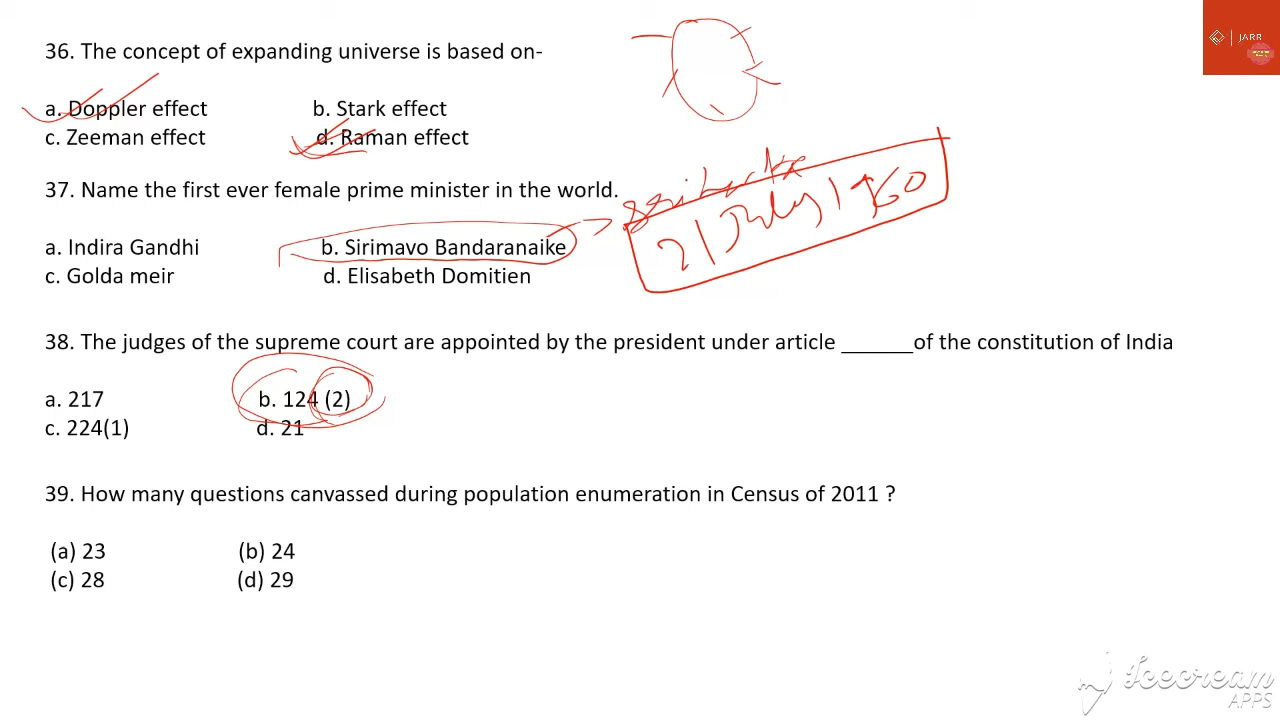 JARR
36. The concept of expanding universe is based on-
a. Doppler effect b. Stark effect
c. Zeeman effect d. Raman effect
37. Name the first ever female prime minister in the world.
21 July 1960
a. Indira Gandhi b. Sirimavo Bandaranaike
c. Golda meir d. Elisabeth Domitien
38. The judges of the supreme court are appointed by the president under article ______of the constitution of India
a. 217 b. 124 (2)
c. 224(1) d. 21
39. How many questions canvassed during population enumeration in Census of 2011 ?
(a) 23 (b) 24
(c) 28 (d) 29
Icecream
APPS